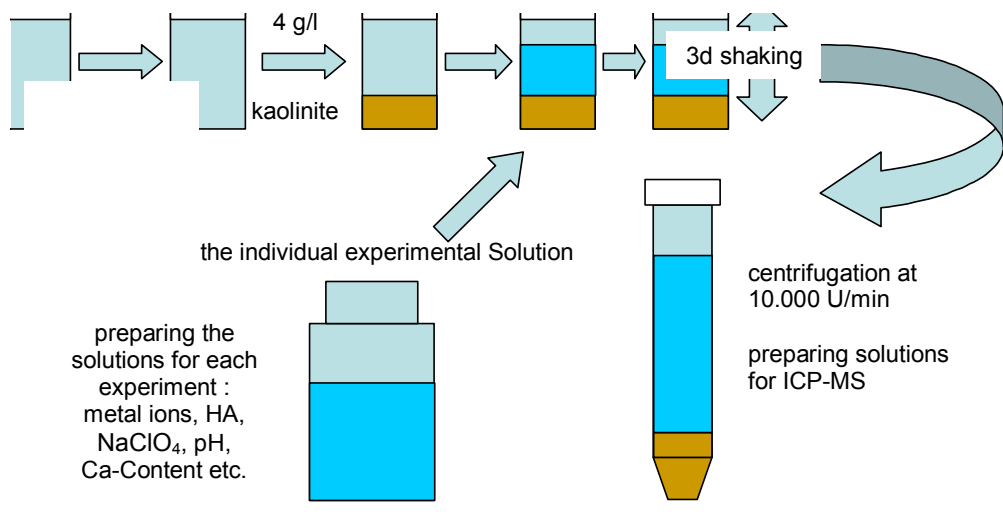 4 g/l
kaolinite
3d shaking
the individual experimental Solution
preparing the
solutions for each
experiment :
metal ions, HA,
NaClO₄, pH,
Ca-Content etc.
centrifugation at
10.000 U/min
preparing solutions
for ICP-MS